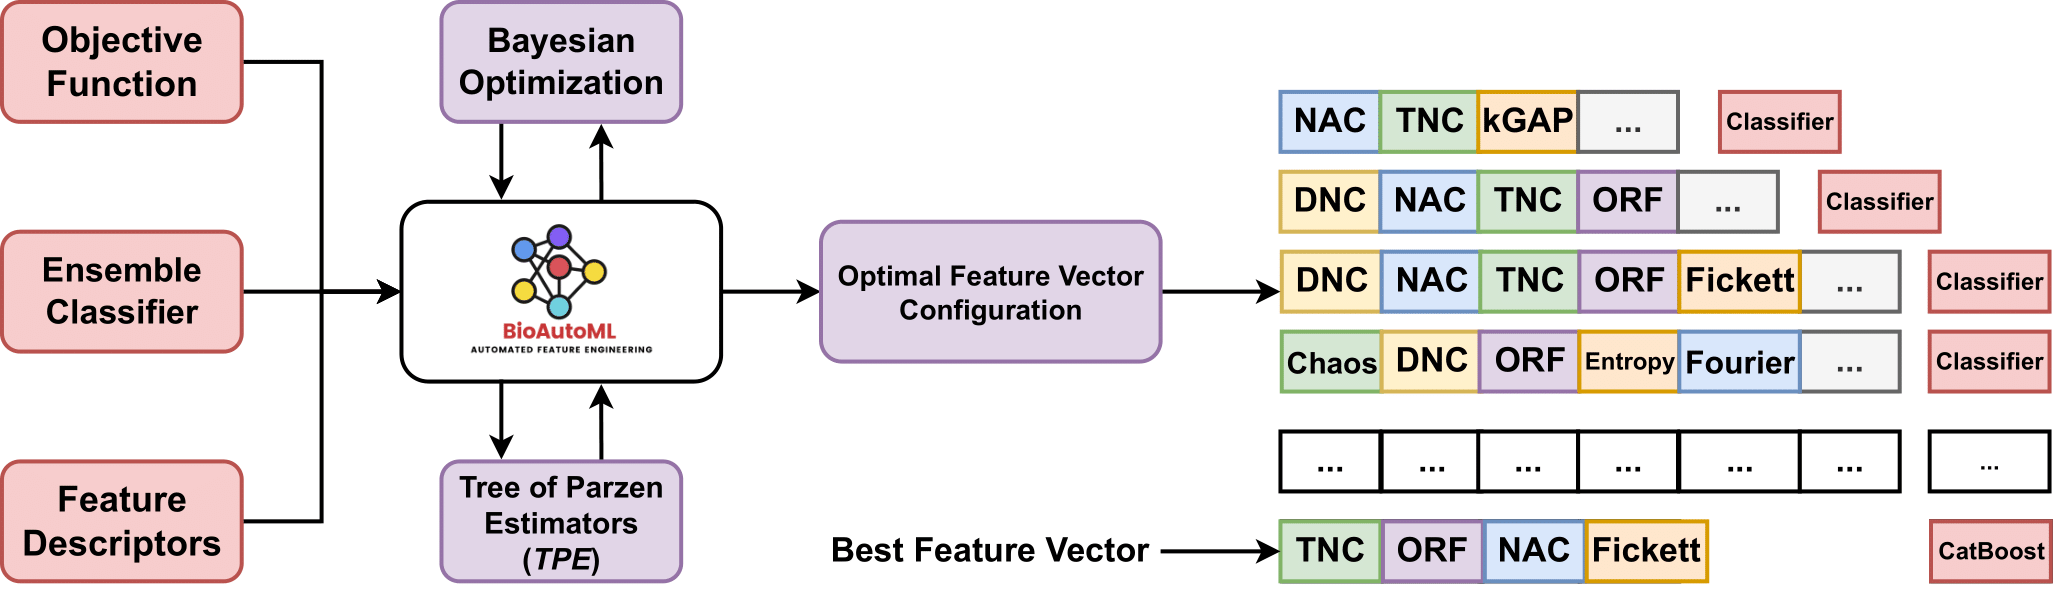 Objective
Function
Ensemble
Classifier
Feature
Descriptors
Bayesian
Optimization
BioAutoML
AUTOMATED FEATURE ENGINEERING
Tree of Parzen
Estimators
(TPE)
Optimal Feature Vector
Configuration
NAC TNC kGAP ... Classifier
DNC NAC TNC ORF ... Classifier
DNC NAC TNC ORF Fickett ... Classifier
Chaos DNC ORF Entropy Fourier ... Classifier
... ... ... ... ... ... ...
Best Feature Vector TNC ORF NAC Fickett CatBoost